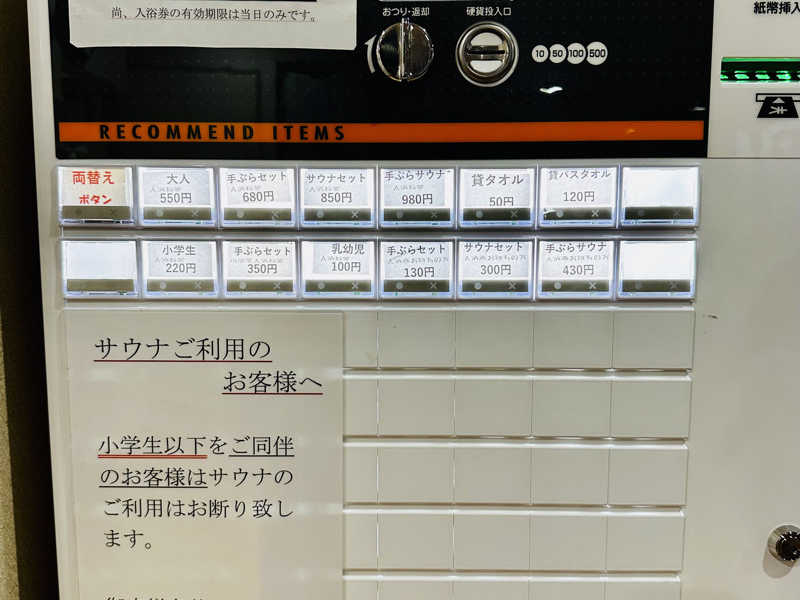 尚、入浴券の有効期限は当日のみです。
おつり・返却
硬貨投入口
10 50 100 500
紙幣挿入
RECOMMEND ITEMS
両替え
ボタン
大人
550円
手ぶらセット
680円
サウナセット
850円
手ぶらサウナ
980円
貸タオル
50円
貸バスタオル
120円
小学生
220円
手ぶらセット
350円
乳幼児
100円
手ぶらセット
130円
サウナセット
300円
手ぶらサウナ
430円
サウナご利用の
お客様へ
小学生以下をご同伴
のお客様はサウナの
ご利用はお断り致し
ます。